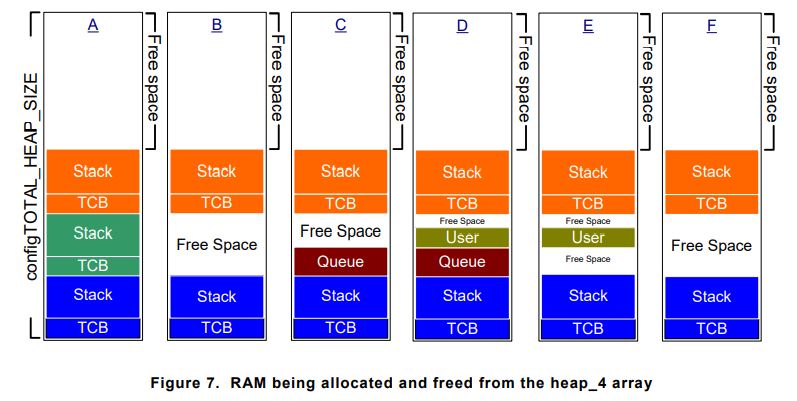 A
B
C
D
E
F
configTOTAL_HEAP_SIZE
Free space
Free space
Free space
Free space
Free space
Free space
Stack
TCB
Stack
TCB
Stack
TCB
Stack
TCB
Free Space
Stack
TCB
Stack
TCB
Free Space
Queue
Stack
TCB
Stack
TCB
Free Space
User
Queue
Stack
TCB
Stack
TCB
Free Space
User
Free Space
Stack
TCB
Stack
TCB
Free Space
Stack
TCB
Figure 7. RAM being allocated and freed from the heap_4 array